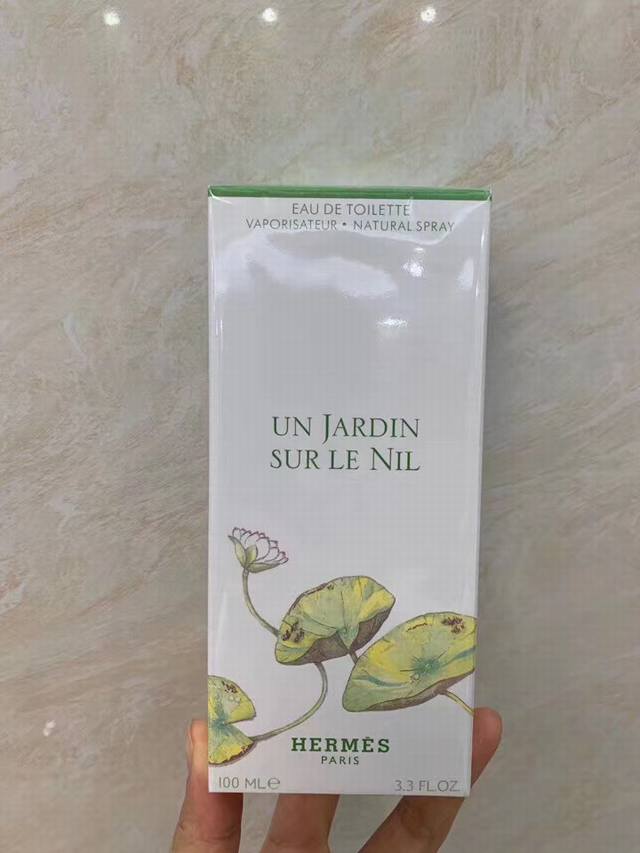 EAU DE TOILETTE
VAPORISATEUR • NATURAL SPRAY
UN JARDIN
SUR LE NIL
HERMÈS
PARIS
100 ML℮ 3.3 FL.OZ.